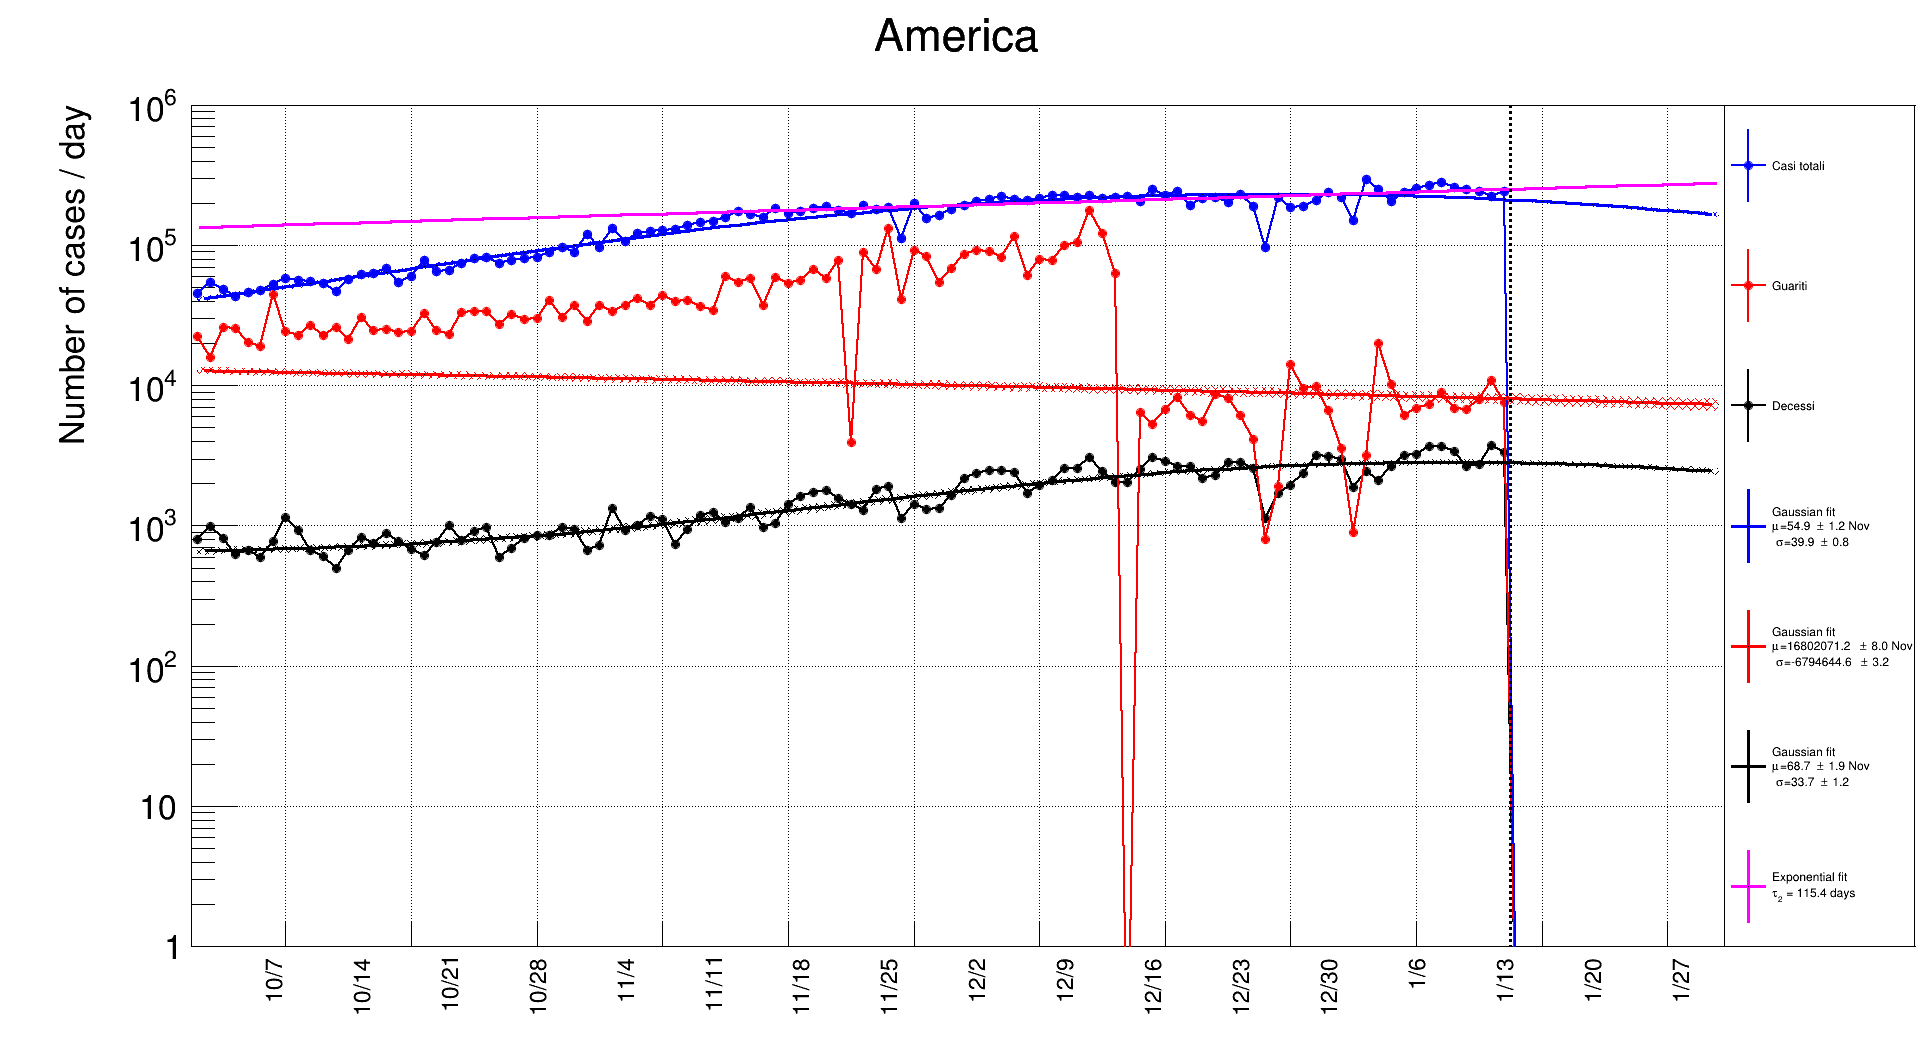 America
Number of cases / day
10^6
10^5
10^4
10^3
10^2
10
1
10/7
10/14
10/21
10/28
11/4
11/11
11/18
11/25
12/2
12/9
12/16
12/23
12/30
1/6
1/13
1/20
1/27
Casi totali
Guariti
Decessi
Gaussian fit
μ=54.9 ± 1.2 Nov
σ=39.9 ± 0.8
Gaussian fit
μ=16802071.2 ± 8.0 Nov
σ=-6794644.6 ± 3.2
Gaussian fit
μ=68.7 ± 1.9 Nov
σ=33.7 ± 1.2
Exponential fit
τ_2 = 115.4 days